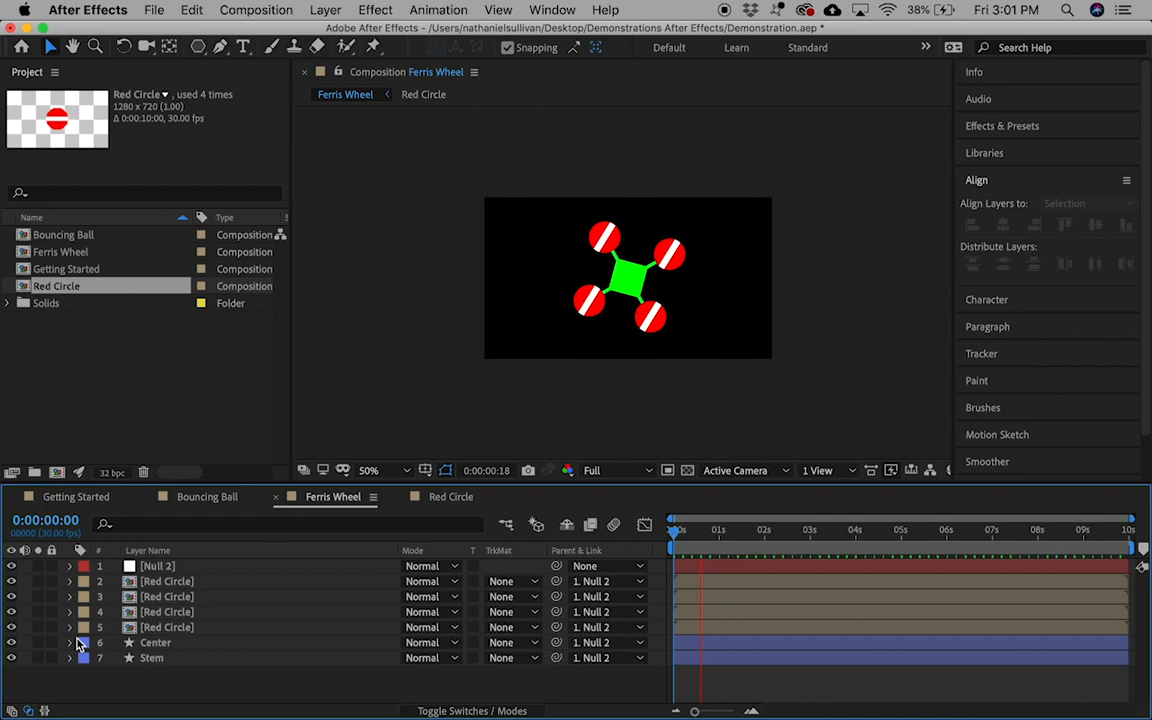 After Effects File Edit Composition Layer Effect Animation View Window Help 38% Fri 3:01 PM
Adobe After Effects - /Users/nathanielsullivan/Desktop/Demonstrations After Effects/Demonstration.aep *
Snapping Default Learn Standard Search Help
Project
Composition Ferris Wheel
Ferris Wheel Red Circle
Red Circle , used 4 times
1280 x 720 (1.00)
Δ 0:00:10:00, 30.00 fps
Name Type
Bouncing Ball Composition
Ferris Wheel Composition
Getting Started Composition
Red Circle Composition
Solids Folder
32 bpc
50% 0:00:00:18 Full Active Camera 1 View
Info
Audio
Effects & Presets
Libraries
Align
Align Layers to: Selection
Distribute Layers:
Character
Paragraph
Tracker
Paint
Brushes
Motion Sketch
Smoother
Getting Started Bouncing Ball Ferris Wheel Red Circle
0:00:00:00
00000 (30.00 fps)
01s 02s 03s 04s 05s 06s 07s 08s 09s 10s
# Layer Name Mode T TrkMat Parent & Link
1 [Null 2] Normal None
2 [Red Circle] Normal None 1. Null 2
3 [Red Circle] Normal None 1. Null 2
4 [Red Circle] Normal None 1. Null 2
5 [Red Circle] Normal None 1. Null 2
6 Center Normal None 1. Null 2
7 Stem Normal None 1. Null 2
Toggle Switches / Modes